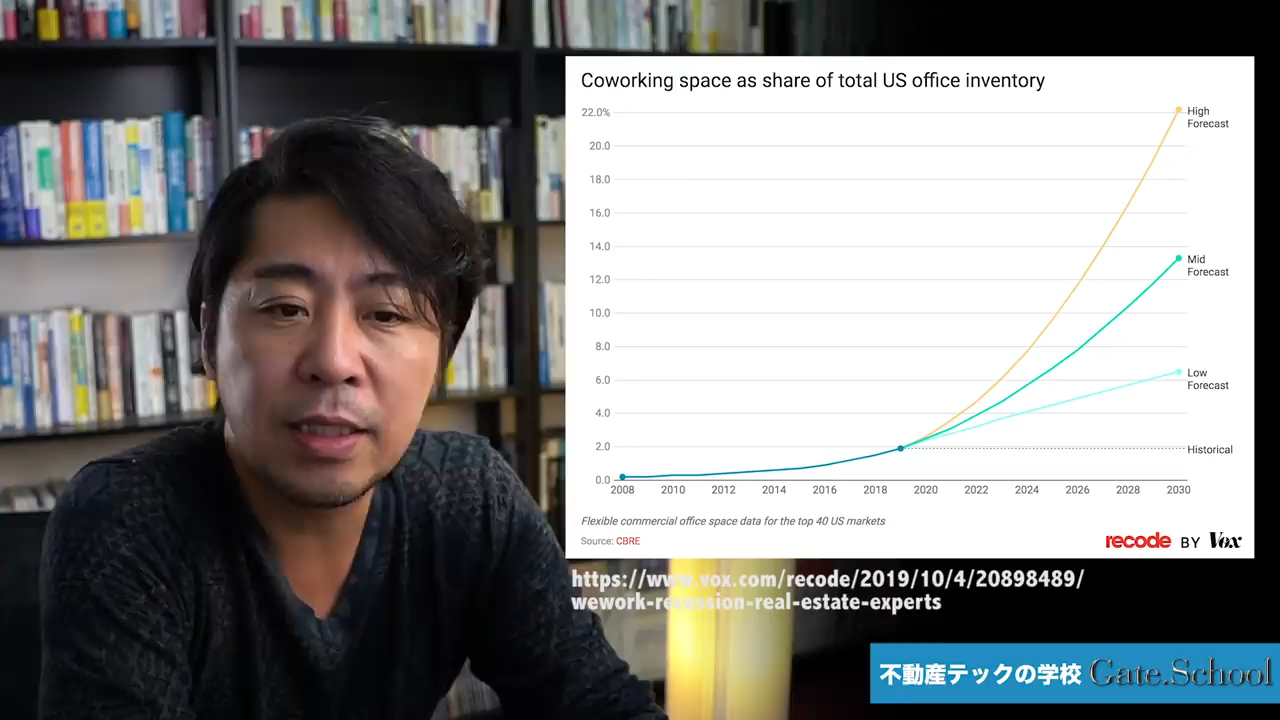 Coworking space as share of total US office inventory
22.0%
20.0
18.0
16.0
14.0
12.0
10.0
8.0
6.0
4.0
2.0
0.0
2008 2010 2012 2014 2016 2018 2020 2022 2024 2026 2028 2030
High
Forecast
Mid
Forecast
Low
Forecast
Historical
Flexible commercial office space data for the top 40 US markets
Source: CBRE
recode BY Vox
https://www.vox.com/recode/2019/10/4/20898489/
wework-recession-real-estate-experts
不動産テックの学校 Gate.School